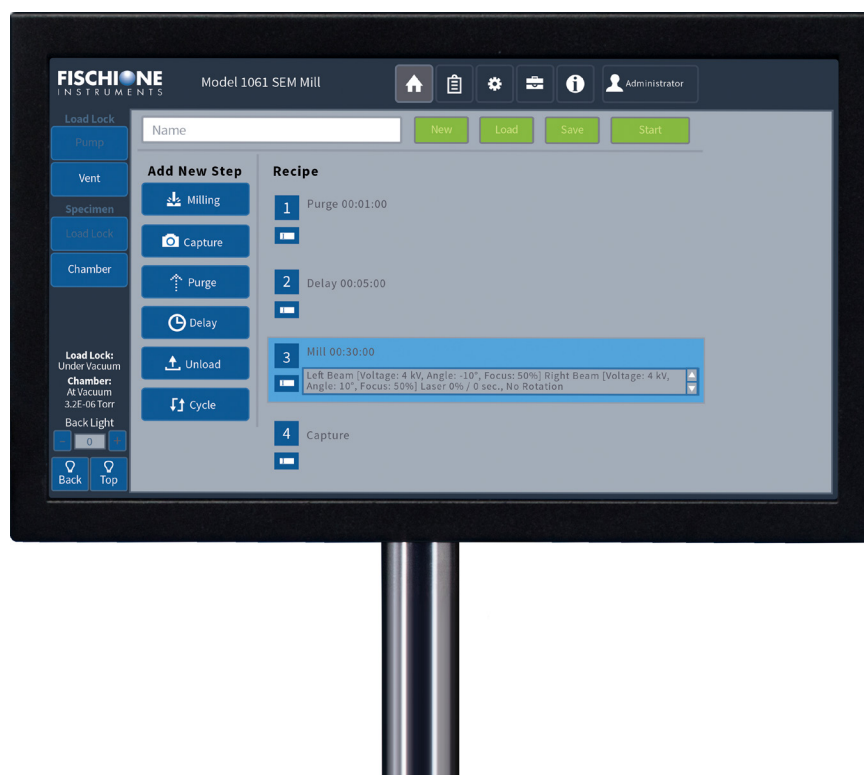 FISCHIONE
INSTRUMENTS
Model 1061 SEM Mill
Administrator
Load Lock
Pump
Vent
Specimen
Load Lock
Chamber
Load Lock:
Under Vacuum
Chamber:
At Vacuum
3.2E-06 Torr
Back Light
- 0 +
Back Top
Name
New Load Save Start
Add New Step
Milling
Capture
Purge
Delay
Unload
Cycle
Recipe
1 Purge 00:01:00
2 Delay 00:05:00
3 Mill 00:30:00
Left Beam [Voltage: 4 kV, Angle: -10°, Focus: 50%] Right Beam [Voltage: 4 kV,
Angle: 10°, Focus: 50%] Laser 0% / 0 sec., No Rotation
4 Capture